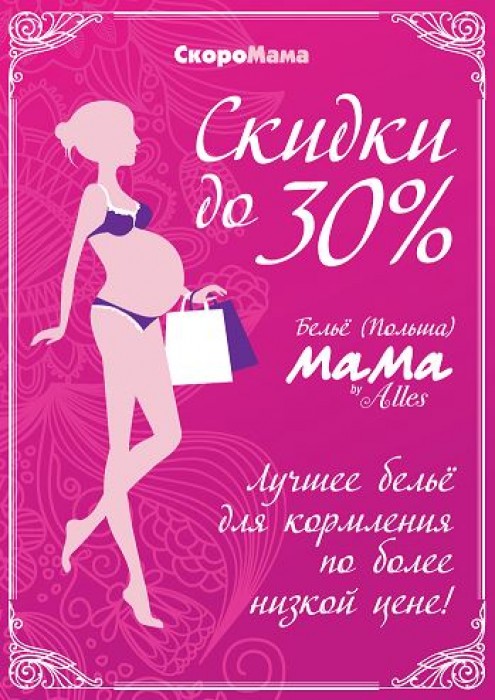 СкороМама
Скидки
до 30%
Бельё (Польша)
мама
by Alles
Лучшее бельё
для кормления
по более
низкой цене!